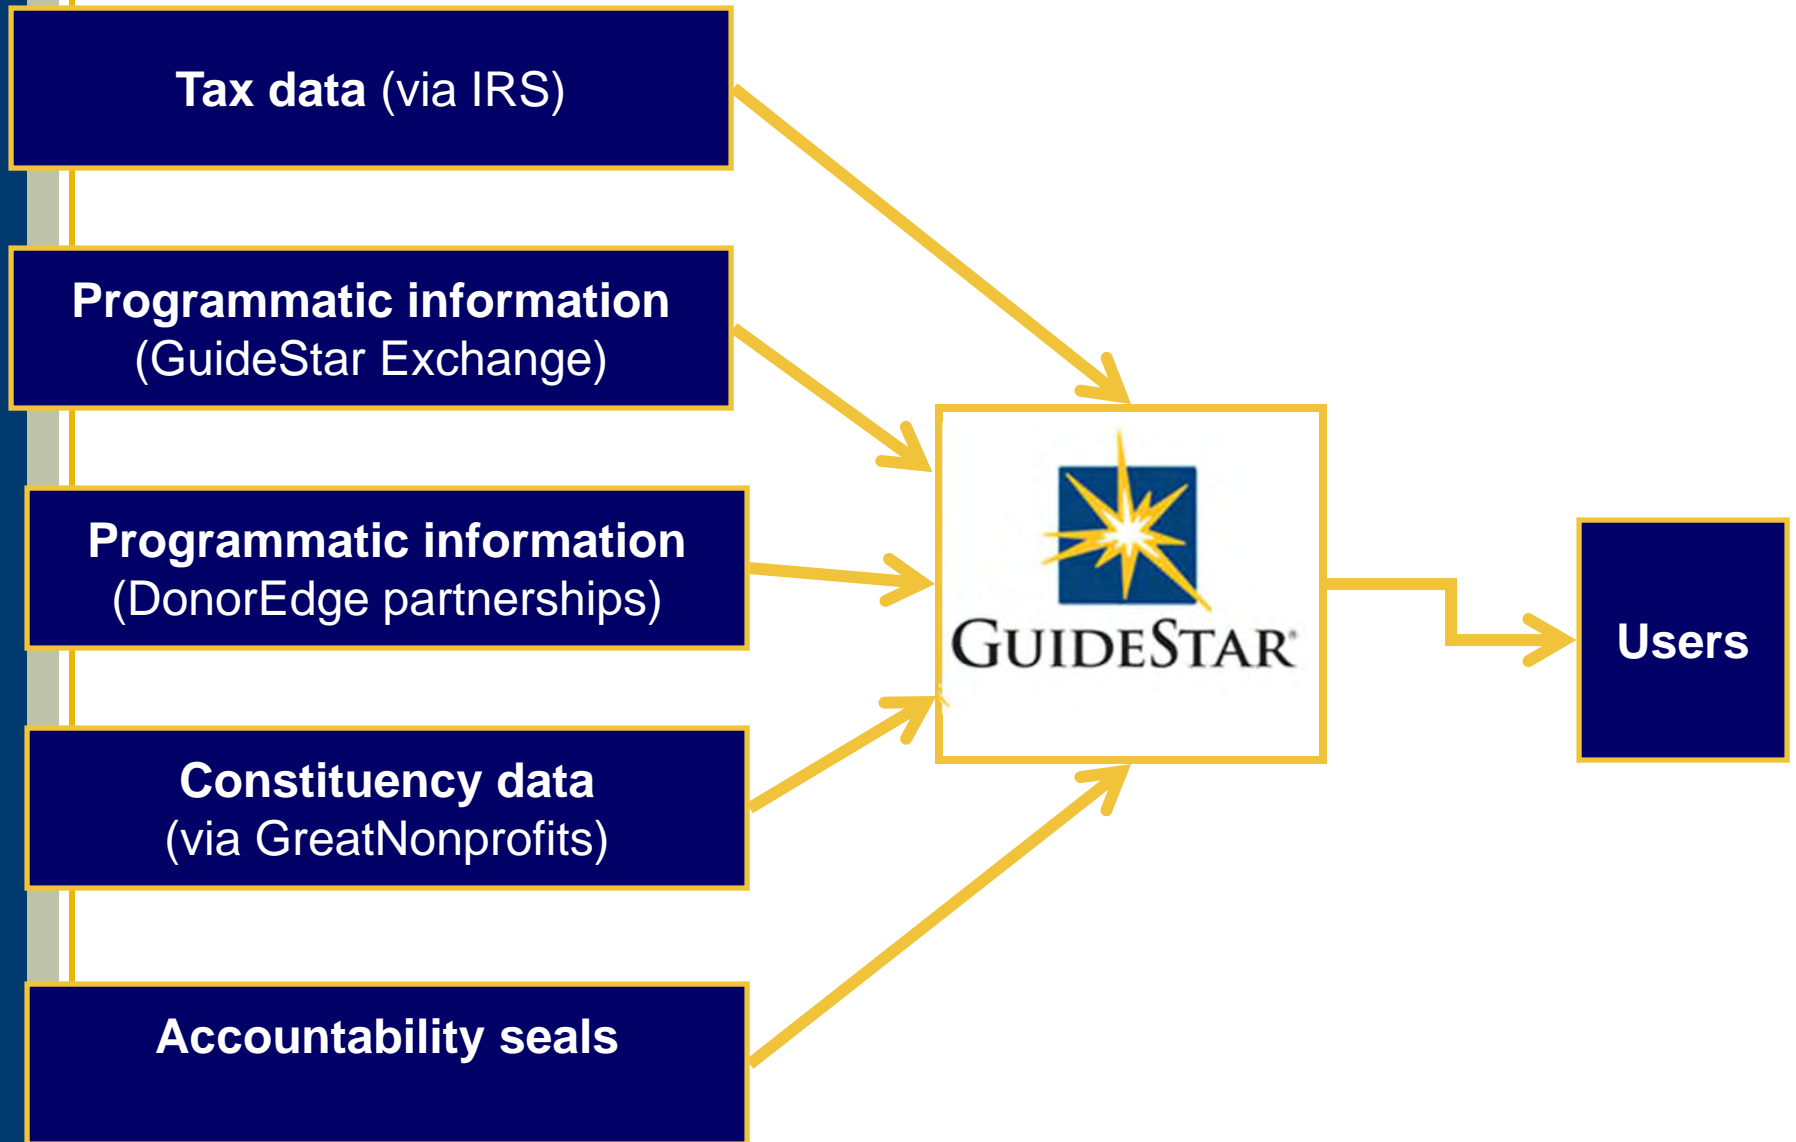 Tax data (via IRS)
Programmatic information
(GuideStar Exchange)
Programmatic information
(DonorEdge partnerships)
Constituency data
(via GreatNonprofits)
Accountability seals
GUIDESTAR®
Users